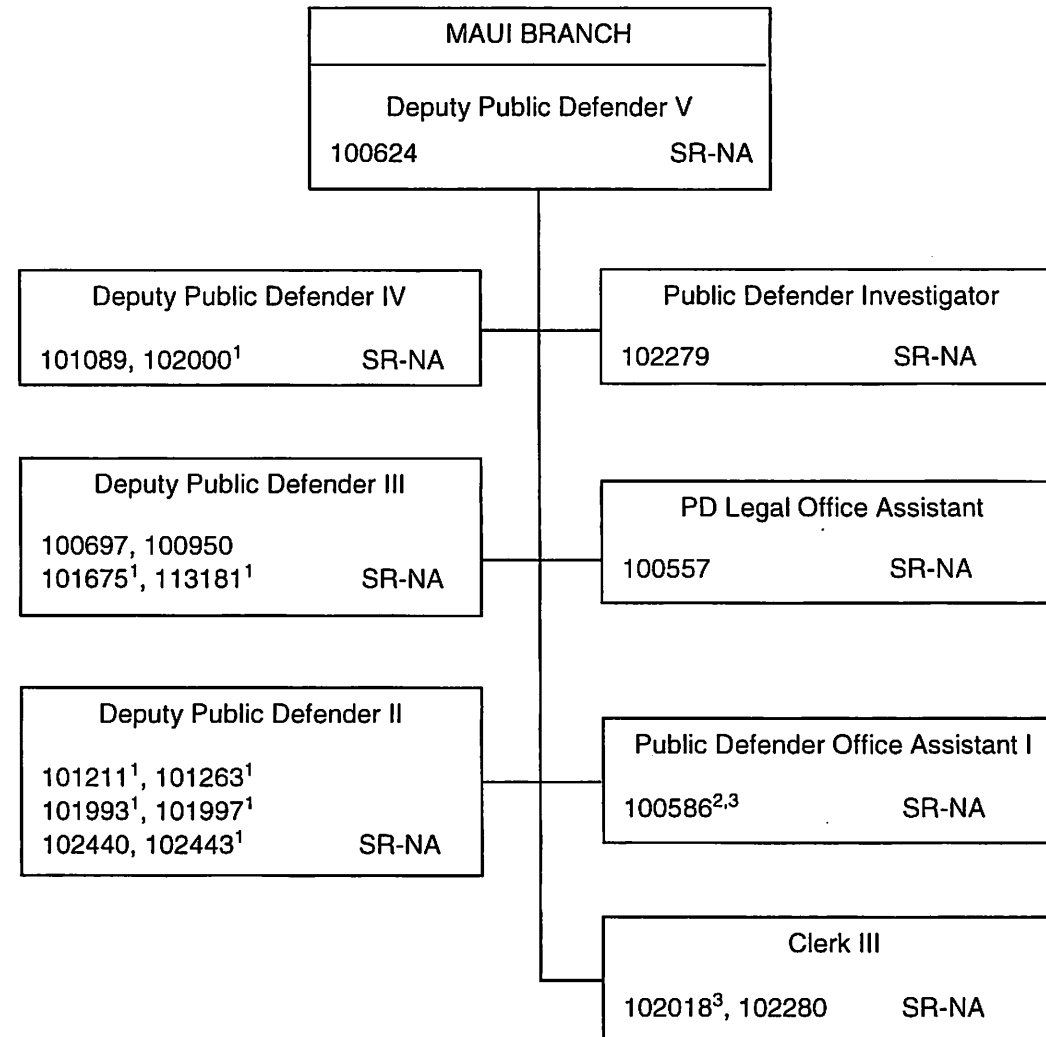 MAUI BRANCH
Deputy Public Defender V
100624 SR-NA
Deputy Public Defender IV
101089, 102000¹ SR-NA
Public Defender Investigator
102279 SR-NA
Deputy Public Defender III
100697, 100950
101675¹, 113181¹ SR-NA
PD Legal Office Assistant
100557 SR-NA
Deputy Public Defender II
101211¹, 101263¹
101993¹, 101997¹
102440, 102443¹ SR-NA
Public Defender Office Assistant I
100586²,³ SR-NA
Clerk III
102018³, 102280 SR-NA